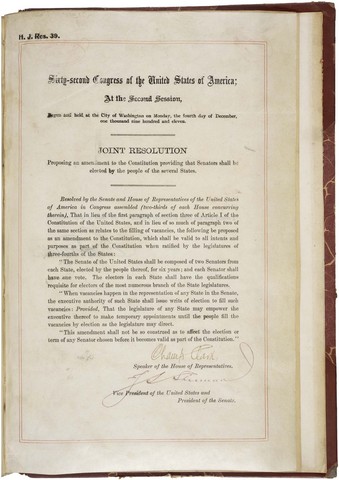 H. J. Res. 39.
Sixty-second Congress of the United States of America;
At the Second Session,
Begun and held at the City of Washington on Monday, the fourth day of December,
one thousand nine hundred and eleven.
JOINT RESOLUTION
Proposing an amendment to the Constitution providing that Senators shall be
elected by the people of the several States.
Resolved by the Senate and House of Representatives of the United States
of America in Congress assembled (two-thirds of each House concurring
therein), That in lieu of the first paragraph of section three of Article I of the
Constitution of the United States, and in lieu of so much of paragraph two of
the same section as relates to the filling of vacancies, the following be proposed
as an amendment to the Constitution, which shall be valid to all intents and
purposes as part of the Constitution when ratified by the legislatures of
three-fourths of the States:
"The Senate of the United States shall be composed of two Senators from
each State, elected by the people thereof, for six years; and each Senator shall
have one vote. The electors in each State shall have the qualifications
requisite for electors of the most numerous branch of the State legislatures.
"When vacancies happen in the representation of any State in the Senate,
the executive authority of such State shall issue writs of election to fill such
vacancies: Provided, That the legislature of any State may empower the
executive thereof to make temporary appointments until the people fill the
vacancies by election as the legislature may direct.
"This amendment shall not be so construed as to affect the election or
term of any Senator chosen before it becomes valid as part of the Constitution."
Champ Clark
Speaker of the House of Representatives.
Vice President of the United States and
President of the Senate.